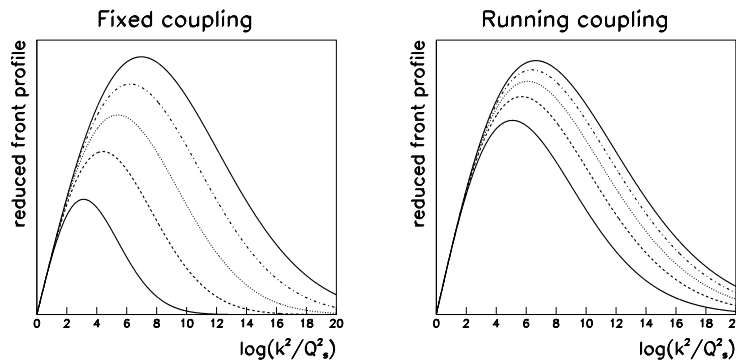 Fixed coupling
reduced front profile
0 2 4 6 8 10 12 14 16 18 20
log(k²/Q²ₛ)
Running coupling
reduced front profile
0 2 4 6 8 10 12 14 16 18 20
log(k²/Q²ₛ)